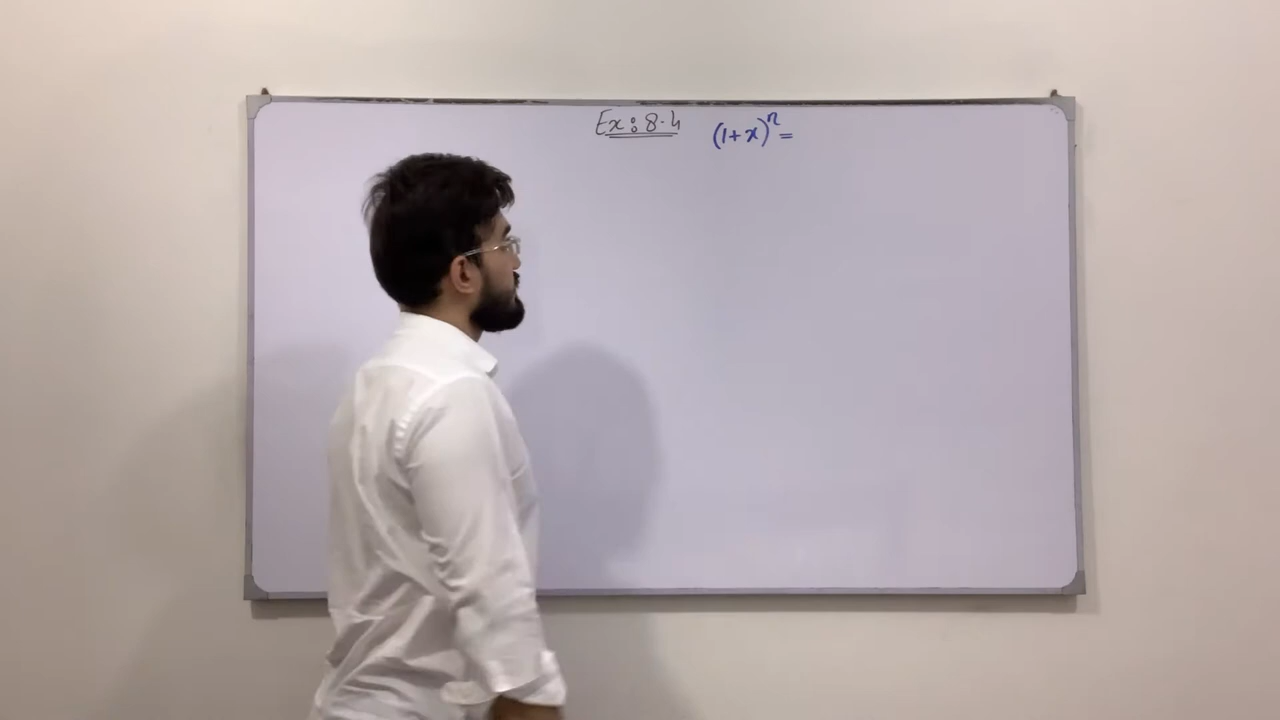 Ex: 8.4 (1+x)^n =